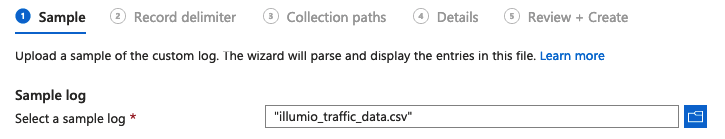 1 Sample 2 Record delimiter 3 Collection paths 4 Details 5 Review + Create
Upload a sample of the custom log. The wizard will parse and display the entries in this file. Learn more
Sample log
Select a sample log * "illumio_traffic_data.csv"